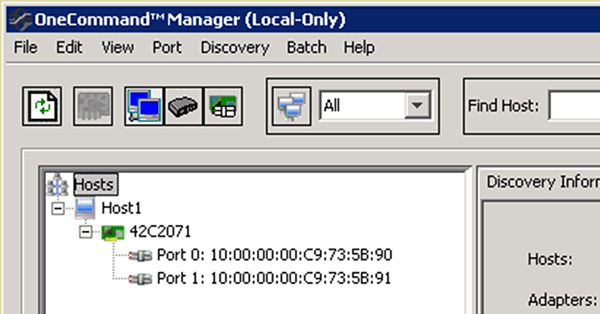 OneCommand™ Manager (Local-Only)
File Edit View Port Discovery Batch Help
All Find Host:
Hosts
Discovery Infor
Host1
42C2071
Port 0: 10:00:00:00:C9:73:5B:90
Hosts:
Port 1: 10:00:00:00:C9:73:5B:91
Adapters: